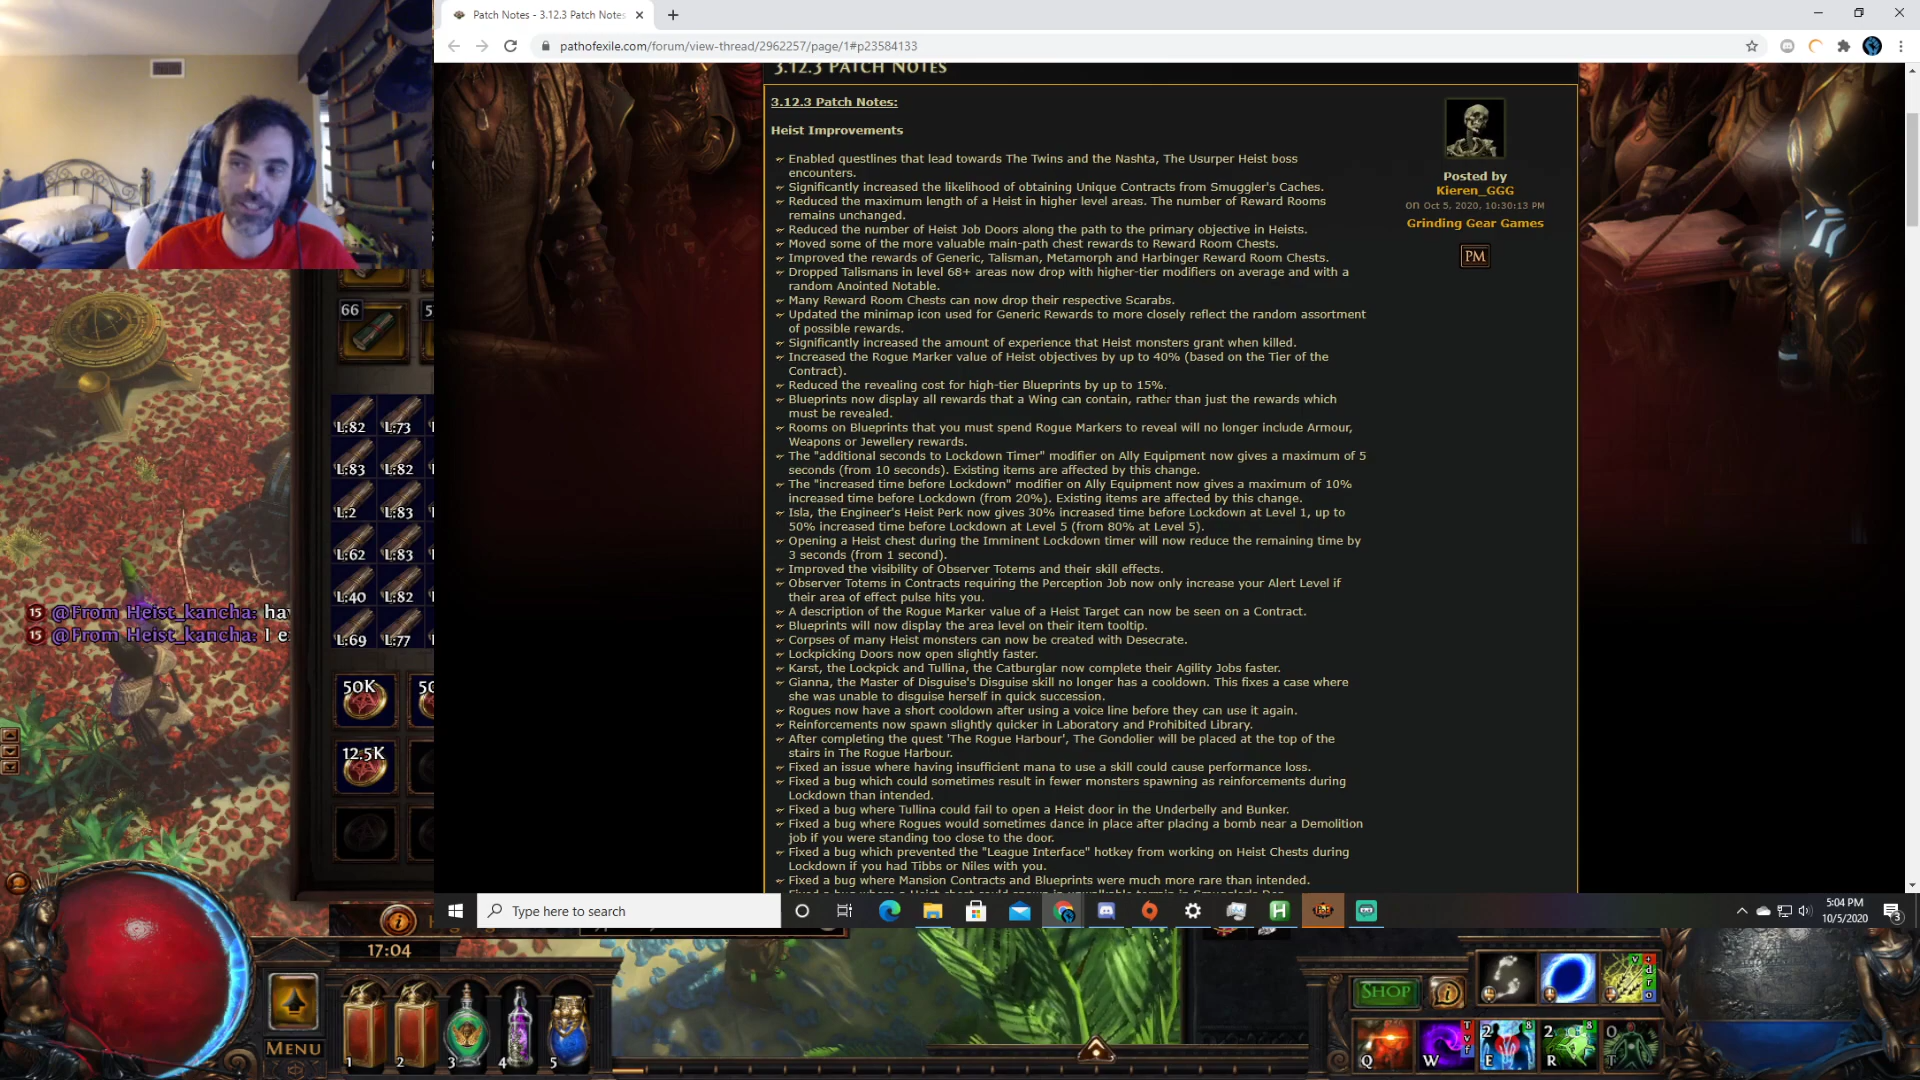 Patch Notes - 3.12.3 Patch Notes
pathofexile.com/forum/view-thread/2962257/page/1#p23584133
3.12.3 PATCH NOTES
3.12.3 Patch Notes:
Heist Improvements
Enabled questlines that lead towards The Twins and the Nashta, The Usurper Heist boss
encounters.
Significantly increased the likelihood of obtaining Unique Contracts from Smuggler's Caches.
Reduced the maximum length of a Heist in higher level areas. The number of Reward Rooms
remains unchanged.
Reduced the number of Heist Job Doors along the path to the primary objective in Heists.
Moved some of the more valuable main-path chest rewards to Reward Room Chests.
Improved the rewards of Generic, Talisman, Metamorph and Harbinger Reward Room Chests.
Dropped Talismans in level 68+ areas now drop with higher-tier modifiers on average and with a
random Anointed Notable.
Many Reward Room Chests can now drop their respective Scarabs.
Updated the minimap icon used for Generic Rewards to more closely reflect the random assortment
of possible rewards.
Significantly increased the amount of experience that Heist monsters grant when killed.
Increased the Rogue Marker value of Heist objectives by up to 40% (based on the Tier of the
Contract).
Reduced the revealing cost for high-tier Blueprints by up to 15%.
Blueprints now display all rewards that a Wing can contain, rather than just the rewards which
must be revealed.
Rooms on Blueprints that you must spend Rogue Markers to reveal will no longer include Armour,
Weapons or Jewellery rewards.
The "additional seconds to Lockdown Timer" modifier on Ally Equipment now gives a maximum of 5
seconds (from 10 seconds). Existing items are affected by this change.
The "increased time before Lockdown" modifier on Ally Equipment now gives a maximum of 10%
increased time before Lockdown (from 20%). Existing items are affected by this change.
Isla, the Engineer's Heist Perk now gives 30% increased time before Lockdown at Level 1, up to
50% increased time before Lockdown at Level 5 (from 80% at Level 5).
Opening a Heist chest during the Imminent Lockdown timer will now reduce the remaining time by
3 seconds (from 1 second).
Improved the visibility of Observer Totems and their skill effects.
Observer Totems in Contracts requiring the Perception Job now only increase your Alert Level if
their area of effect pulse hits you.
A description of the Rogue Marker value of a Heist Target can now be seen on a Contract.
Blueprints will now display the area level on their item tooltip.
Corpses of many Heist monsters can now be created with Desecrate.
Lockpicking Doors now open slightly faster.
Karst, the Lockpick and Tullina, the Catburglar now complete their Agility Jobs faster.
Gianna, the Master of Disguise's Disguise skill no longer has a cooldown. This fixes a case where
she was unable to disguise herself in quick succession.
Rogues now have a short cooldown after using a voice line before they can use it again.
Reinforcements now spawn slightly quicker in Laboratory and Prohibited Library.
After completing the quest 'The Rogue Harbour', The Gondolier will be placed at the top of the
stairs in The Rogue Harbour.
Fixed an issue where having insufficient mana to use a skill could cause performance loss.
Fixed a bug which could sometimes result in fewer monsters spawning as reinforcements during
Lockdown than intended.
Fixed a bug where Tullina could fail to open a Heist door in the Underbelly and Bunker.
Fixed a bug where Rogues would sometimes dance in place after placing a bomb near a Demolition
job if you were standing too close to the door.
Fixed a bug which prevented the "League Interface" hotkey from working on Heist Chests during
Lockdown if you had Tibbs or Niles with you.
Fixed a bug where Mansion Contracts and Blueprints were much more rare than intended.
Posted by
Kieren_GGG
on Oct 5, 2020, 10:30:13 PM
Grinding Gear Games
PM
66
5
L:82 L:73
L:83 L:82
L:2 L:83
L:62 L:83
L:40 L:82
L:69 L:77
15 @From Heist_kancha: hav
15 @From Heist_kancha: I e
50K
12.5K
Type here to search
5:04 PM
10/5/2020
3
17:04
MENU
1 2 3 4 5
SHOP
Q W E R T